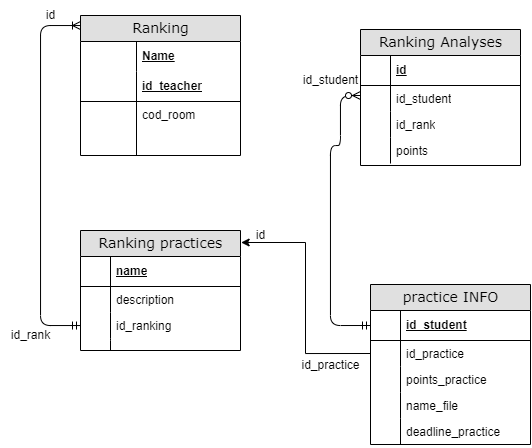 id
Ranking
Name
id_teacher
cod_room
Ranking Analyses
id
id_student
id_student
id_rank
points
Ranking practices
name
description
id_ranking
id_rank
id
id_practice
practice INFO
id_student
id_practice
points_practice
name_file
deadline_practice